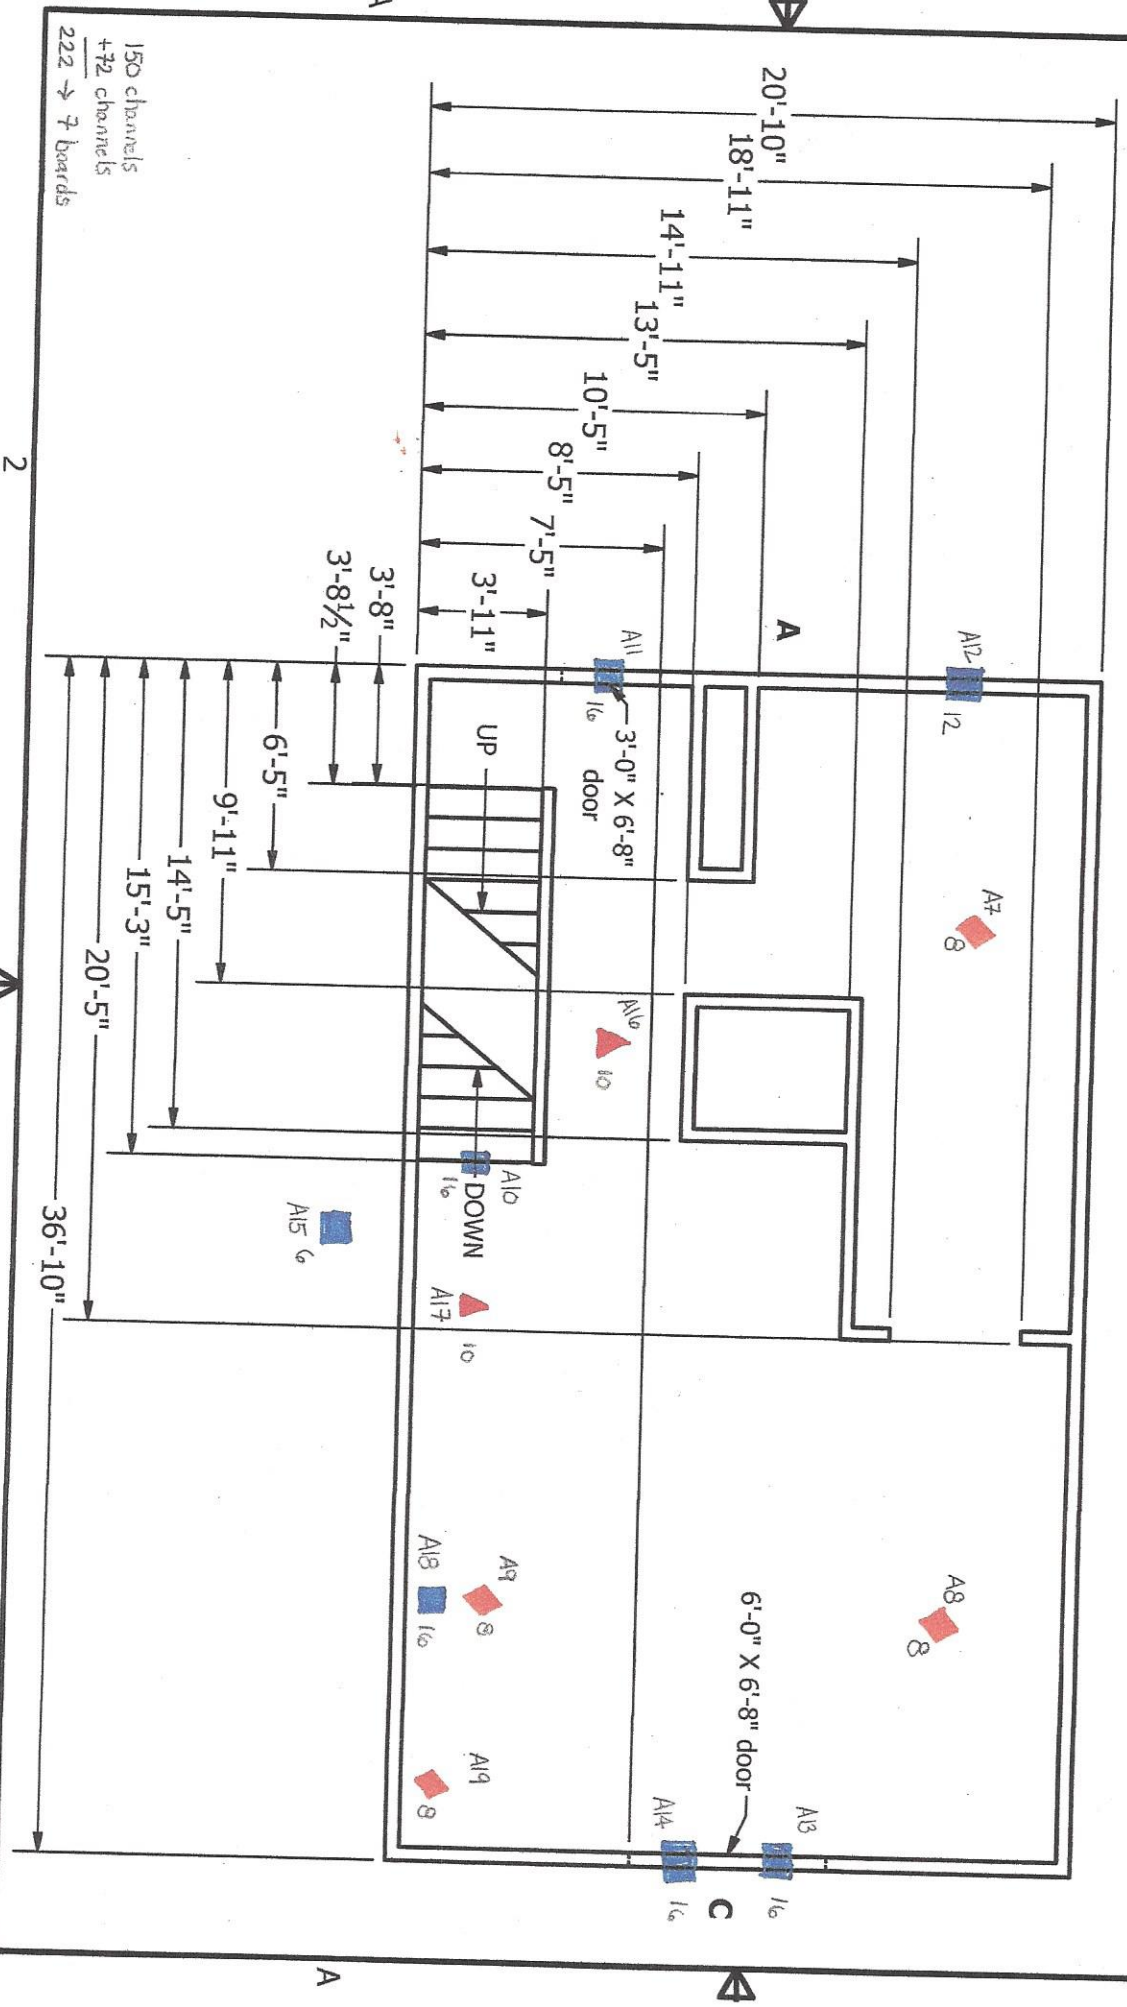 A
150 channels
+72 channels
222 → 7 boards
2
20'-10"
18'-11"
14'-11"
13'-5"
10'-5"
8'-5"
7'-5"
3'-11"
3'-8"
3'-8½"
6'-5"
9'-11"
14'-5"
15'-3"
20'-5"
36'-10"
A
A12
12
A11
16
3'-0" X 6'-8"
door
UP
A7
8
A16
10
DOWN
A10
16
A15 6
A17
10
A18
16
A9
8
A8
8
6'-0" X 6'-8" door
A19
8
A14
16
A13
16
C
A